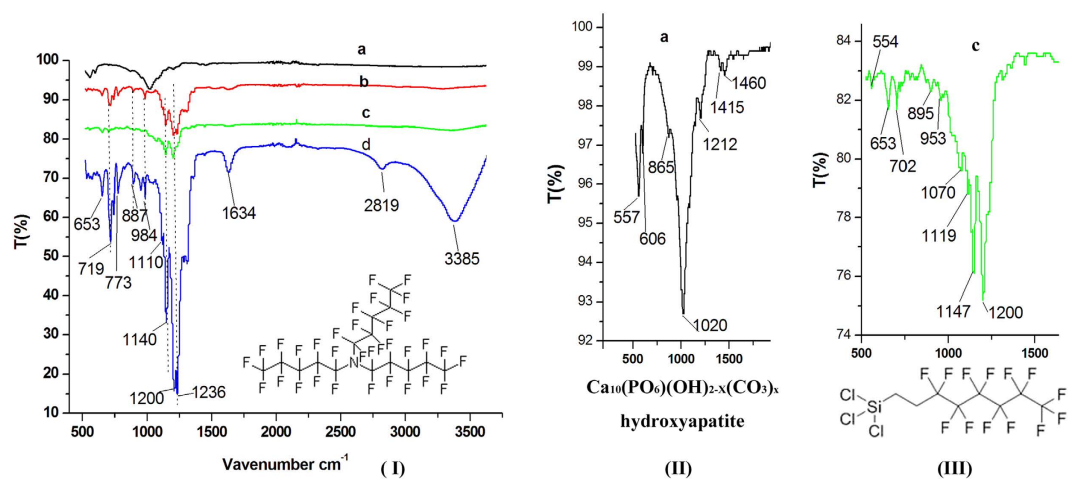 T(%)
100
90
80
70
60
50
40
30
20
10
a
b
c
d
653
719
773
887
984
1110
1140
1200
1236
1634
2819
3385
F F F F F F F F F F F F F F F F F F F F F F F F F F F F F F F F F F F F F F F
N
500 1000 1500 2000 2500 3000 3500
Vavenumber cm-1
( I)
T(%)
100
99
98
97
96
95
94
93
92
a
557
606
865
1020
1212
1415
1460
500 1000 1500
Ca10(PO6)(OH)2-x(CO3)x
hydroxyapatite
(II)
T(%)
84
82
80
78
76
74
c
554
653
702
895
953
1070
1119
1147
1200
500 1000 1500
Cl Cl Cl
Si
F F F F F F F F F F F F F
(III)